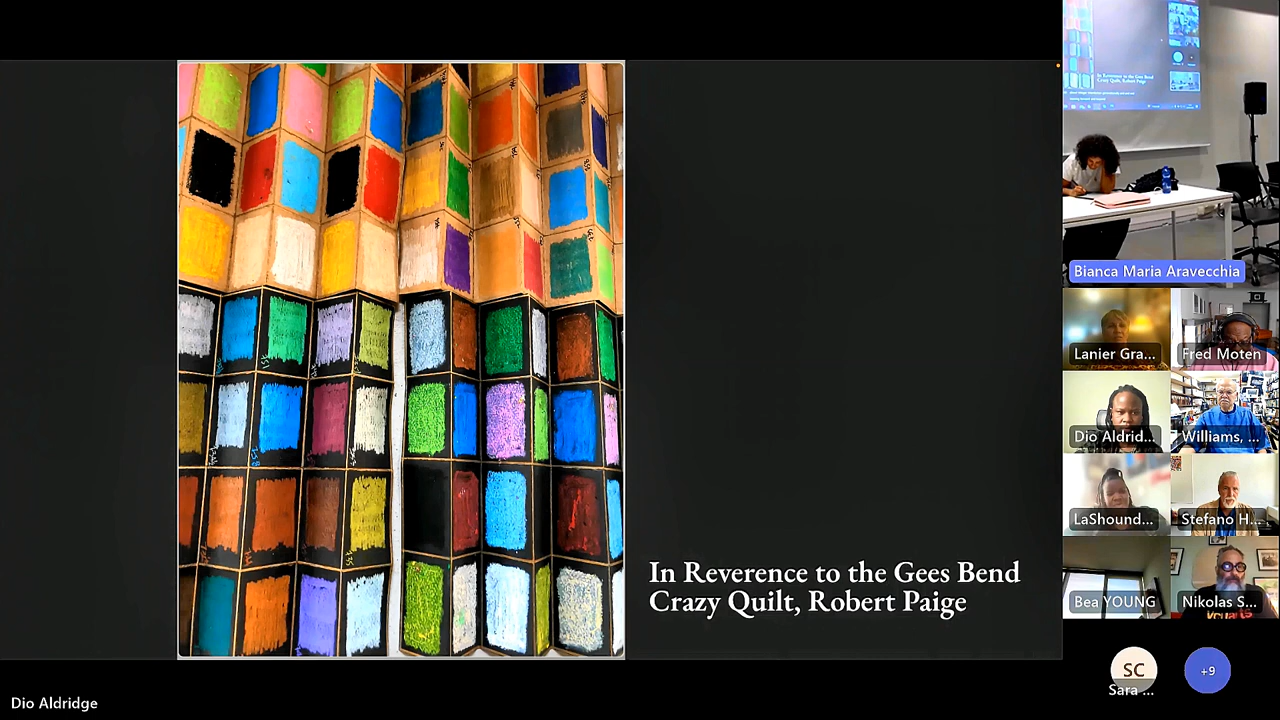 In Reverence to the Gees Bend
Crazy Quilt, Robert Paige
Bianca Maria Aravecchia
Lanier Gra...
Fred Moten
Dio Aldrid...
Williams, ...
LaShound...
Stefano H...
Bea YOUNG
Nikolas S...
SC
Sara ...
+9
Dio Aldridge